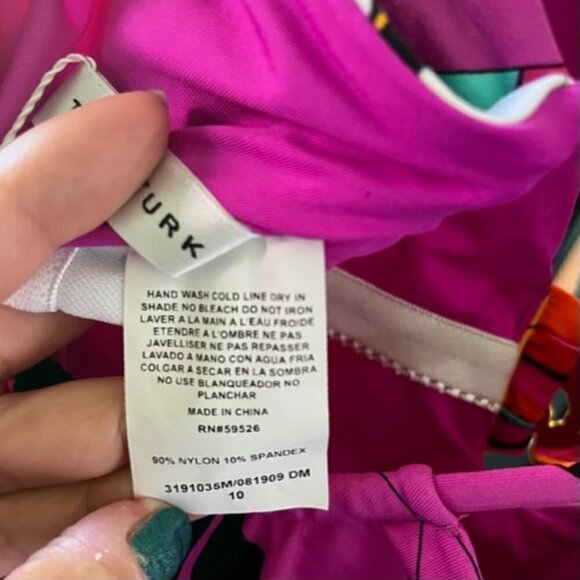 TURK
HAND WASH COLD LINE DRY IN
SHADE NO BLEACH DO NOT IRON
LAVER A LA MAIN A L'EAU FROIDE
ETENDRE A L'OMBRE NE PAS
JAVELLISER NE PAS REPASSER
LAVADO A MANO CON AGUA FRIA
COLGAR A SECAR EN LA SOMBRA
NO USE BLANQUEADOR NO
PLANCHAR
MADE IN CHINA
RN#59526
90% NYLON 10% SPANDEX
3191035M/081909 DM
10